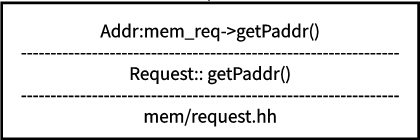 Addr:mem_req->getPaddr()
Request:: getPaddr()
mem/request.hh